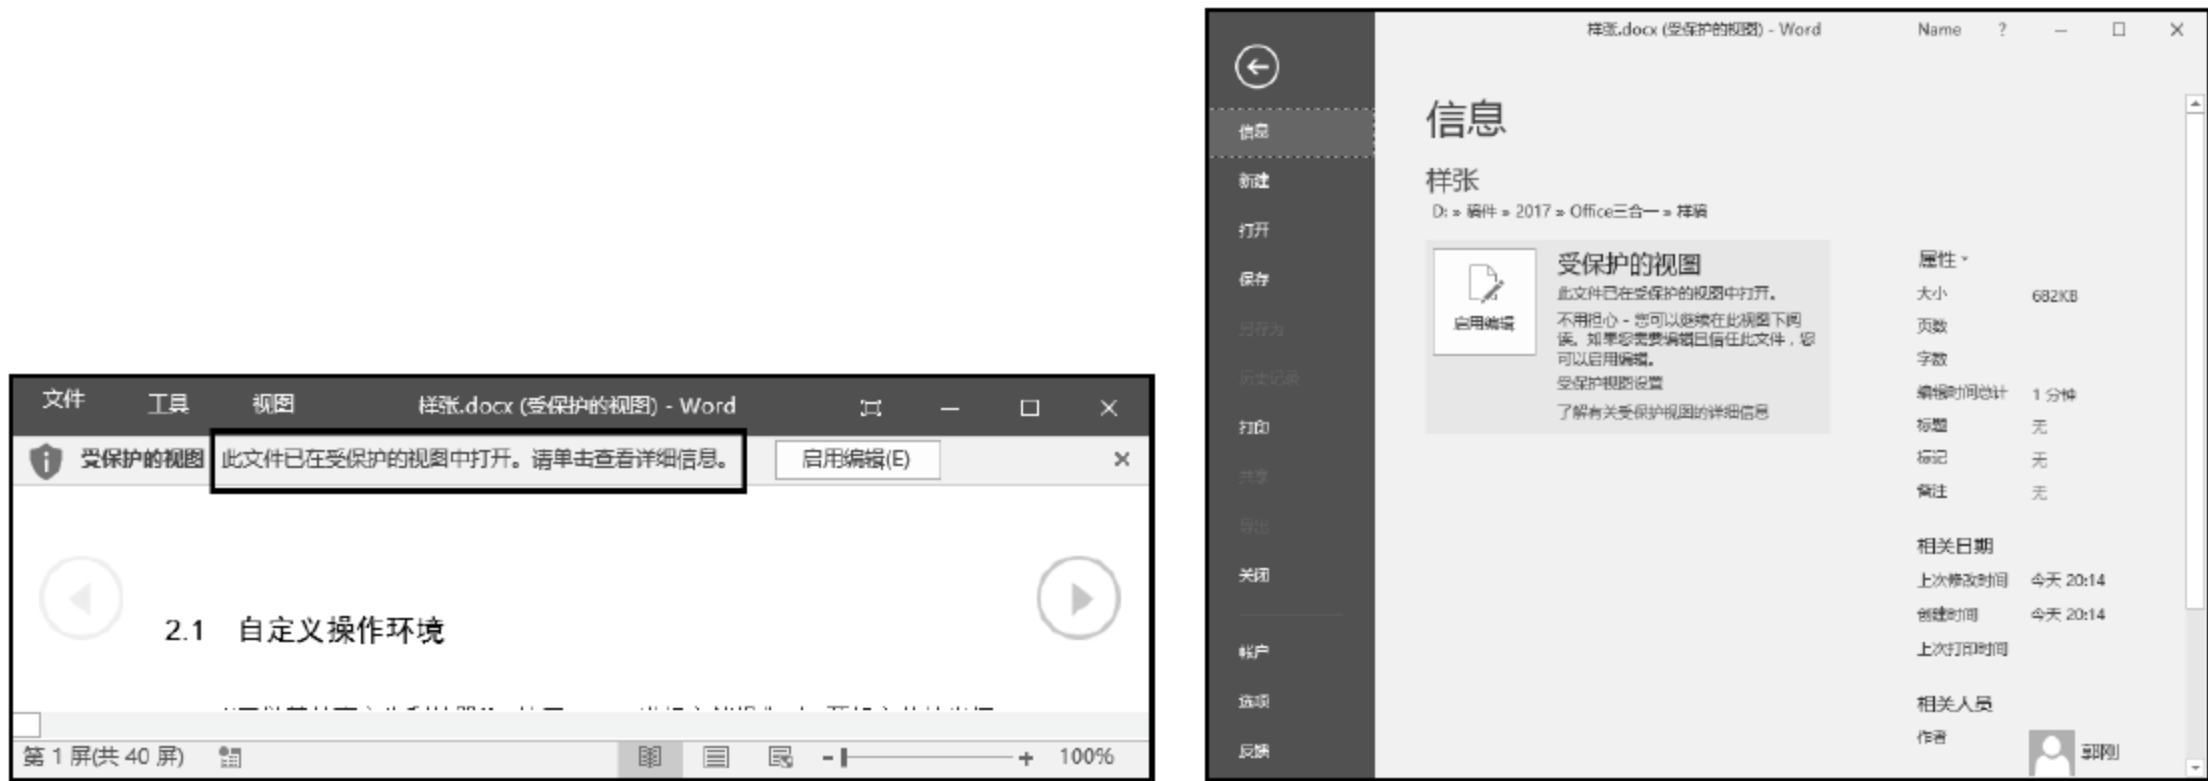 文件 工具 视图 样张.docx (受保护的视图) - Word
受保护的视图 此文件已在受保护的视图中打开。请单击查看详细信息。 启用编辑(E)
2.1 自定义操作环境
第 1 屏(共 40 屏) 100%
样张.docx (受保护的视图) - Word Name ?
信息
新建
打开
保存
另存为
历史记录
打印
共享
导出
关闭
帐户
选项
反馈
信息
样张
D: » 稿件 » 2017 » Office三合一 » 样稿
启用编辑
受保护的视图
此文件已在受保护的视图中打开。
不用担心 - 您可以继续在此视图下阅
读。如果您需要编辑且信任此文件，您
可以启用编辑。
受保护视图设置
了解有关受保护视图的详细信息
属性
大小 682KB
页数
字数
编辑时间总计 1 分钟
标题 无
标记 无
备注 无
相关日期
上次修改时间 今天 20:14
创建时间 今天 20:14
上次打印时间
相关人员
作者 郭刚